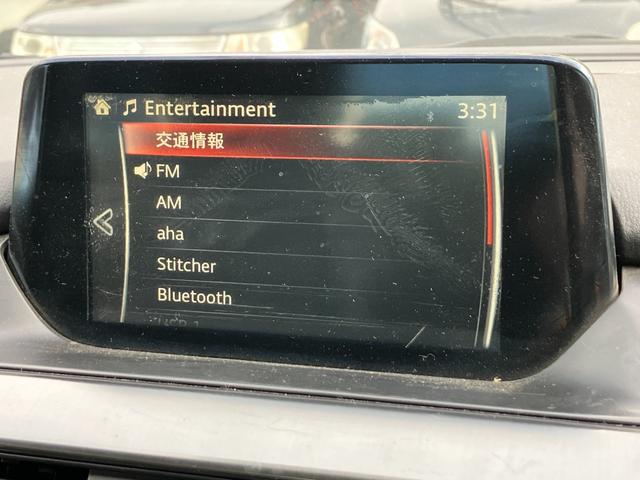 Entertainment
3:31
交通情報
FM
AM
aha
Stitcher
Bluetooth